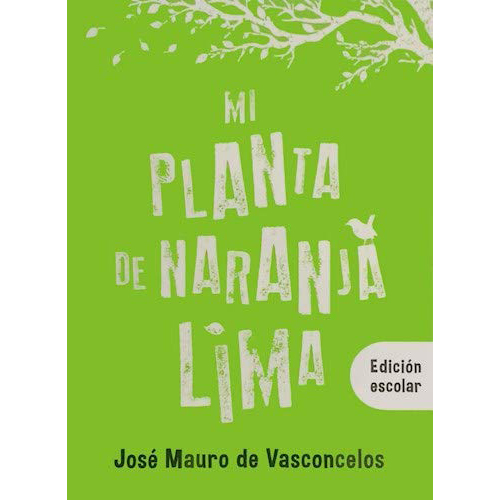 MI
PLANTA
DE NARANJA
LIMA
Edición
escolar
José Mauro de Vasconcelos